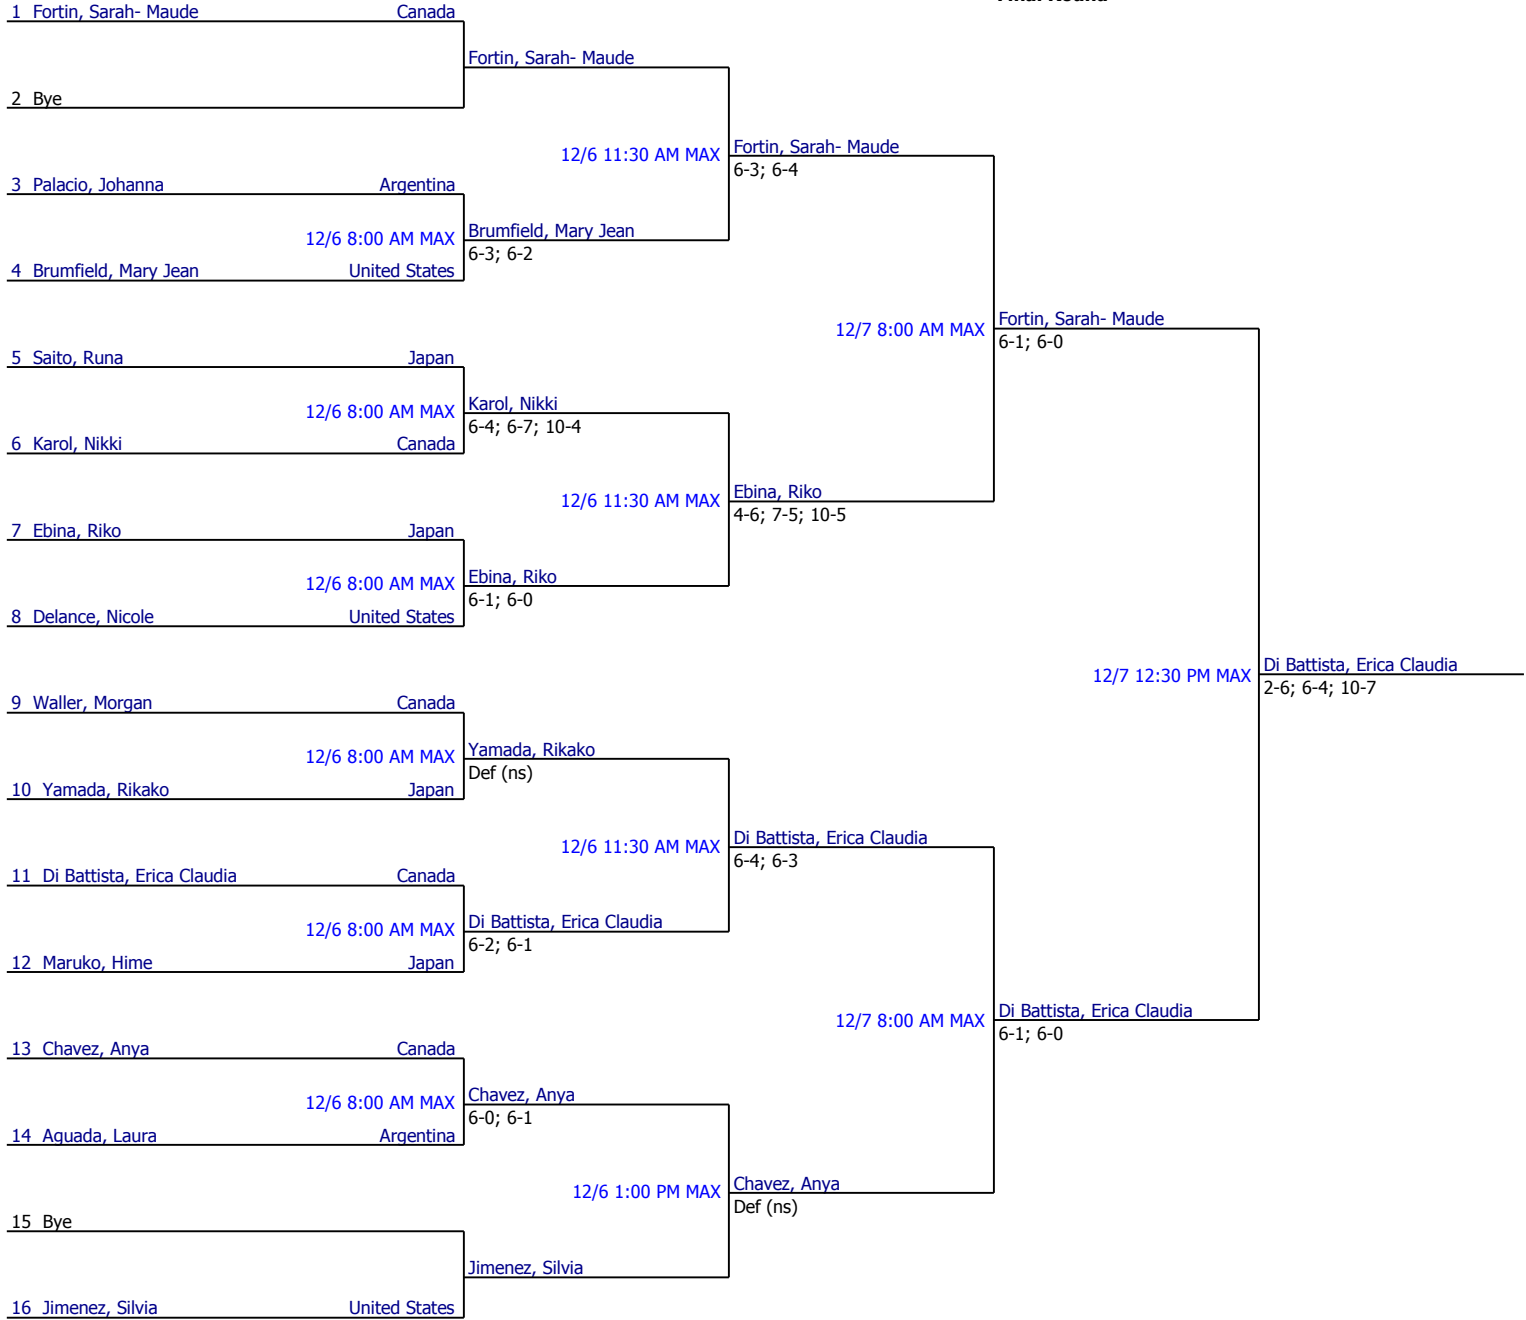 1 Fortin, Sarah- Maude Canada
Fortin, Sarah- Maude
2 Bye
12/6 11:30 AM MAX Fortin, Sarah- Maude
6-3; 6-4
3 Palacio, Johanna Argentina
12/6 8:00 AM MAX Brumfield, Mary Jean
6-3; 6-2
4 Brumfield, Mary Jean United States
12/7 8:00 AM MAX Fortin, Sarah- Maude
6-1; 6-0
5 Saito, Runa Japan
12/6 8:00 AM MAX Karol, Nikki
6-4; 6-7; 10-4
6 Karol, Nikki Canada
12/6 11:30 AM MAX Ebina, Riko
4-6; 7-5; 10-5
7 Ebina, Riko Japan
12/6 8:00 AM MAX Ebina, Riko
6-1; 6-0
8 Delance, Nicole United States
12/7 12:30 PM MAX Di Battista, Erica Claudia
2-6; 6-4; 10-7
9 Waller, Morgan Canada
12/6 8:00 AM MAX Yamada, Rikako
Def (ns)
10 Yamada, Rikako Japan
12/6 11:30 AM MAX Di Battista, Erica Claudia
6-4; 6-3
11 Di Battista, Erica Claudia Canada
12/6 8:00 AM MAX Di Battista, Erica Claudia
6-2; 6-1
12 Maruko, Hime Japan
12/7 8:00 AM MAX Di Battista, Erica Claudia
6-1; 6-0
13 Chavez, Anya Canada
12/6 8:00 AM MAX Chavez, Anya
6-0; 6-1
14 Aguada, Laura Argentina
12/6 1:00 PM MAX Chavez, Anya
Def (ns)
15 Bye
Jimenez, Silvia
16 Jimenez, Silvia United States